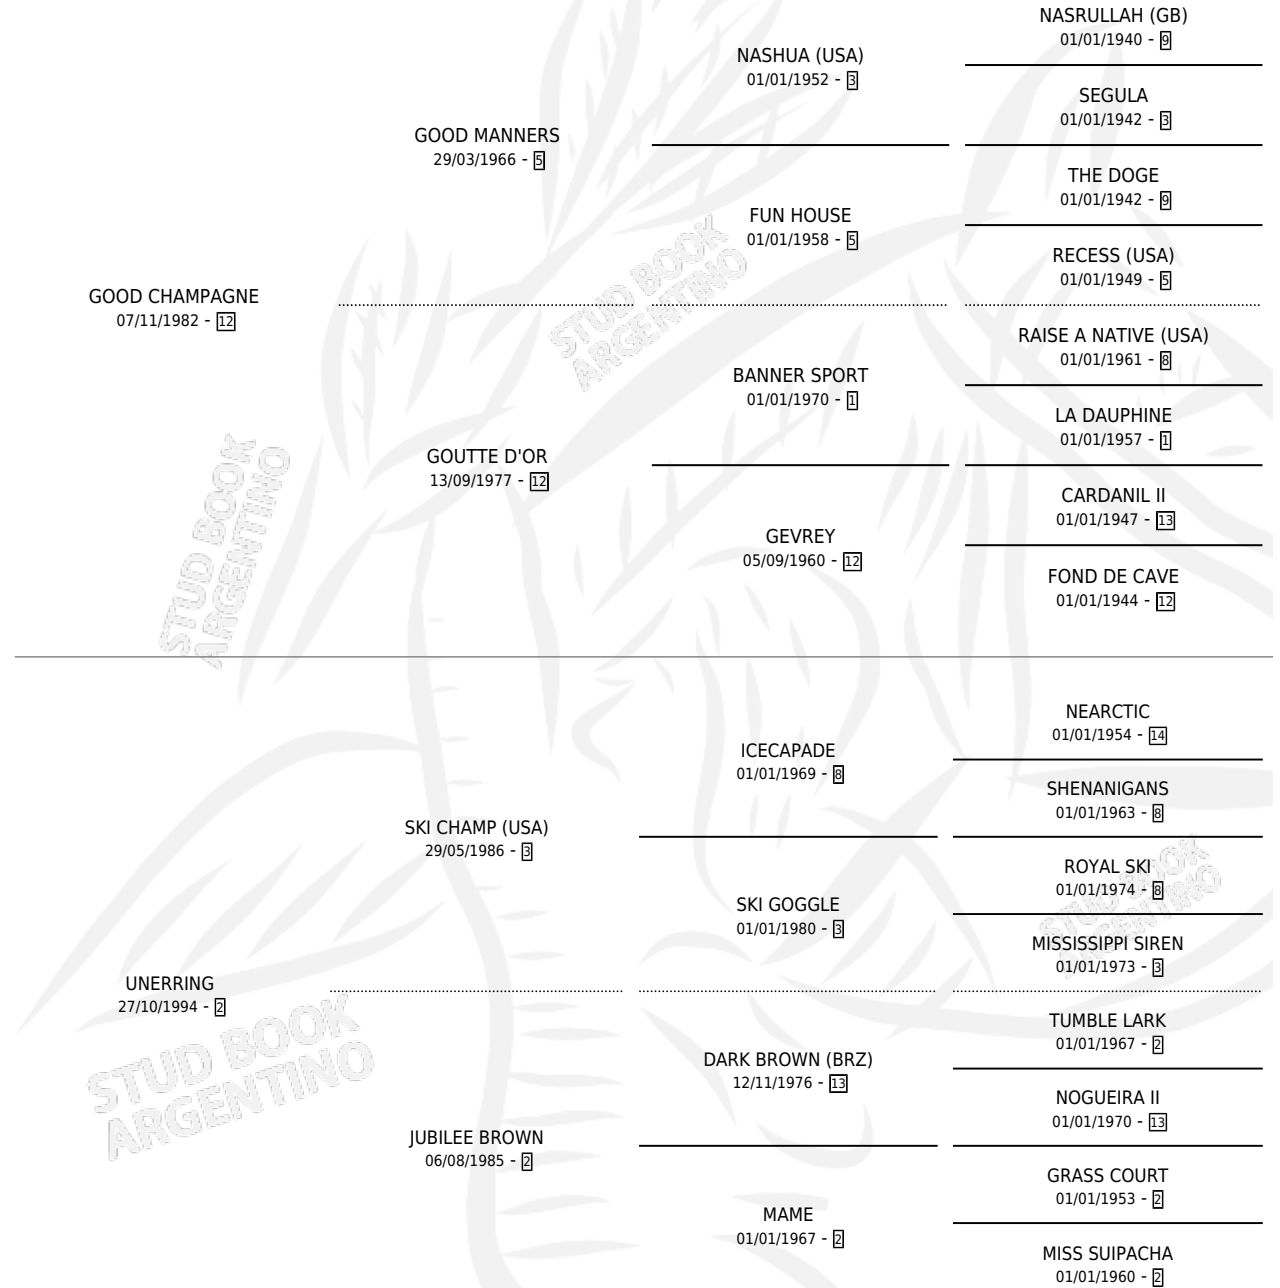 NASRULLAH (GB)
01/01/1940 - 9
NASHUA (USA)
01/01/1952 - 3
SEGULA
01/01/1942 - 3
GOOD MANNERS
29/03/1966 - 5
THE DOGE
01/01/1942 - 9
FUN HOUSE
01/01/1958 - 5
RECESS (USA)
01/01/1949 - 5
GOOD CHAMPAGNE
07/11/1982 - 12
STUD BOOK
ARGENTINO
RAISE A NATIVE (USA)
01/01/1961 - 8
BANNER SPORT
01/01/1970 - 1
LA DAUPHINE
01/01/1957 - 1
GOUTTE D'OR
13/09/1977 - 12
CARDANIL II
01/01/1947 - 13
GEVREY
05/09/1960 - 12
FOND DE CAVE
01/01/1944 - 12
STUD BOOK
ARGENTINO
NEARCTIC
01/01/1954 - 14
ICECAPADE
01/01/1969 - 8
SHENANIGANS
01/01/1963 - 8
SKI CHAMP (USA)
29/05/1986 - 3
ROYAL SKI
01/01/1974 - 8
SKI GOGGLE
01/01/1980 - 3
STUD BOOK
ARGENTINO
MISSISSIPPI SIREN
01/01/1973 - 3
UNERRING
27/10/1994 - 2
STUD BOOK
ARGENTINO
TUMBLE LARK
01/01/1967 - 2
DARK BROWN (BRZ)
12/11/1976 - 13
NOGUEIRA II
01/01/1970 - 13
JUBILEE BROWN
06/08/1985 - 2
GRASS COURT
01/01/1953 - 2
MAME
01/01/1967 - 2
MISS SUIPACHA
01/01/1960 - 2